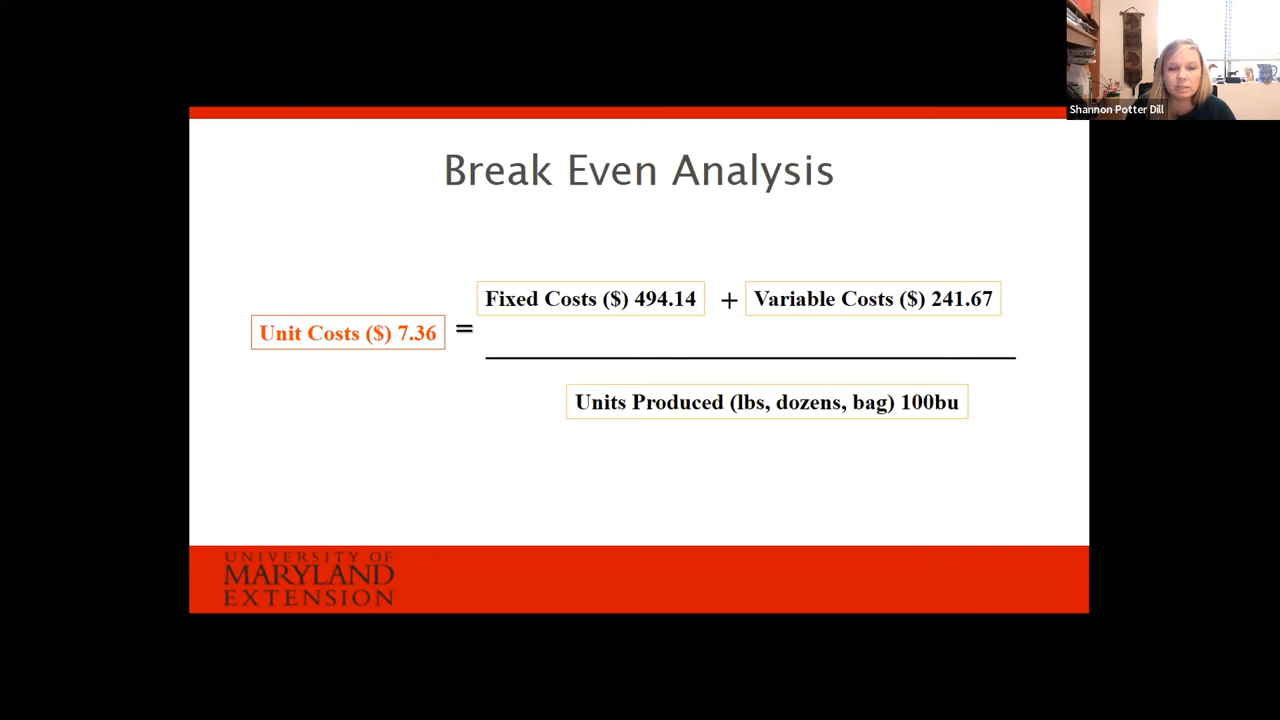 Shannon Potter Dill
Break Even Analysis
Fixed Costs ($) 494.14 + Variable Costs ($) 241.67
Unit Costs ($) 7.36 =
Units Produced (lbs, dozens, bag) 100bu
UNIVERSITY OF
MARYLAND
EXTENSION